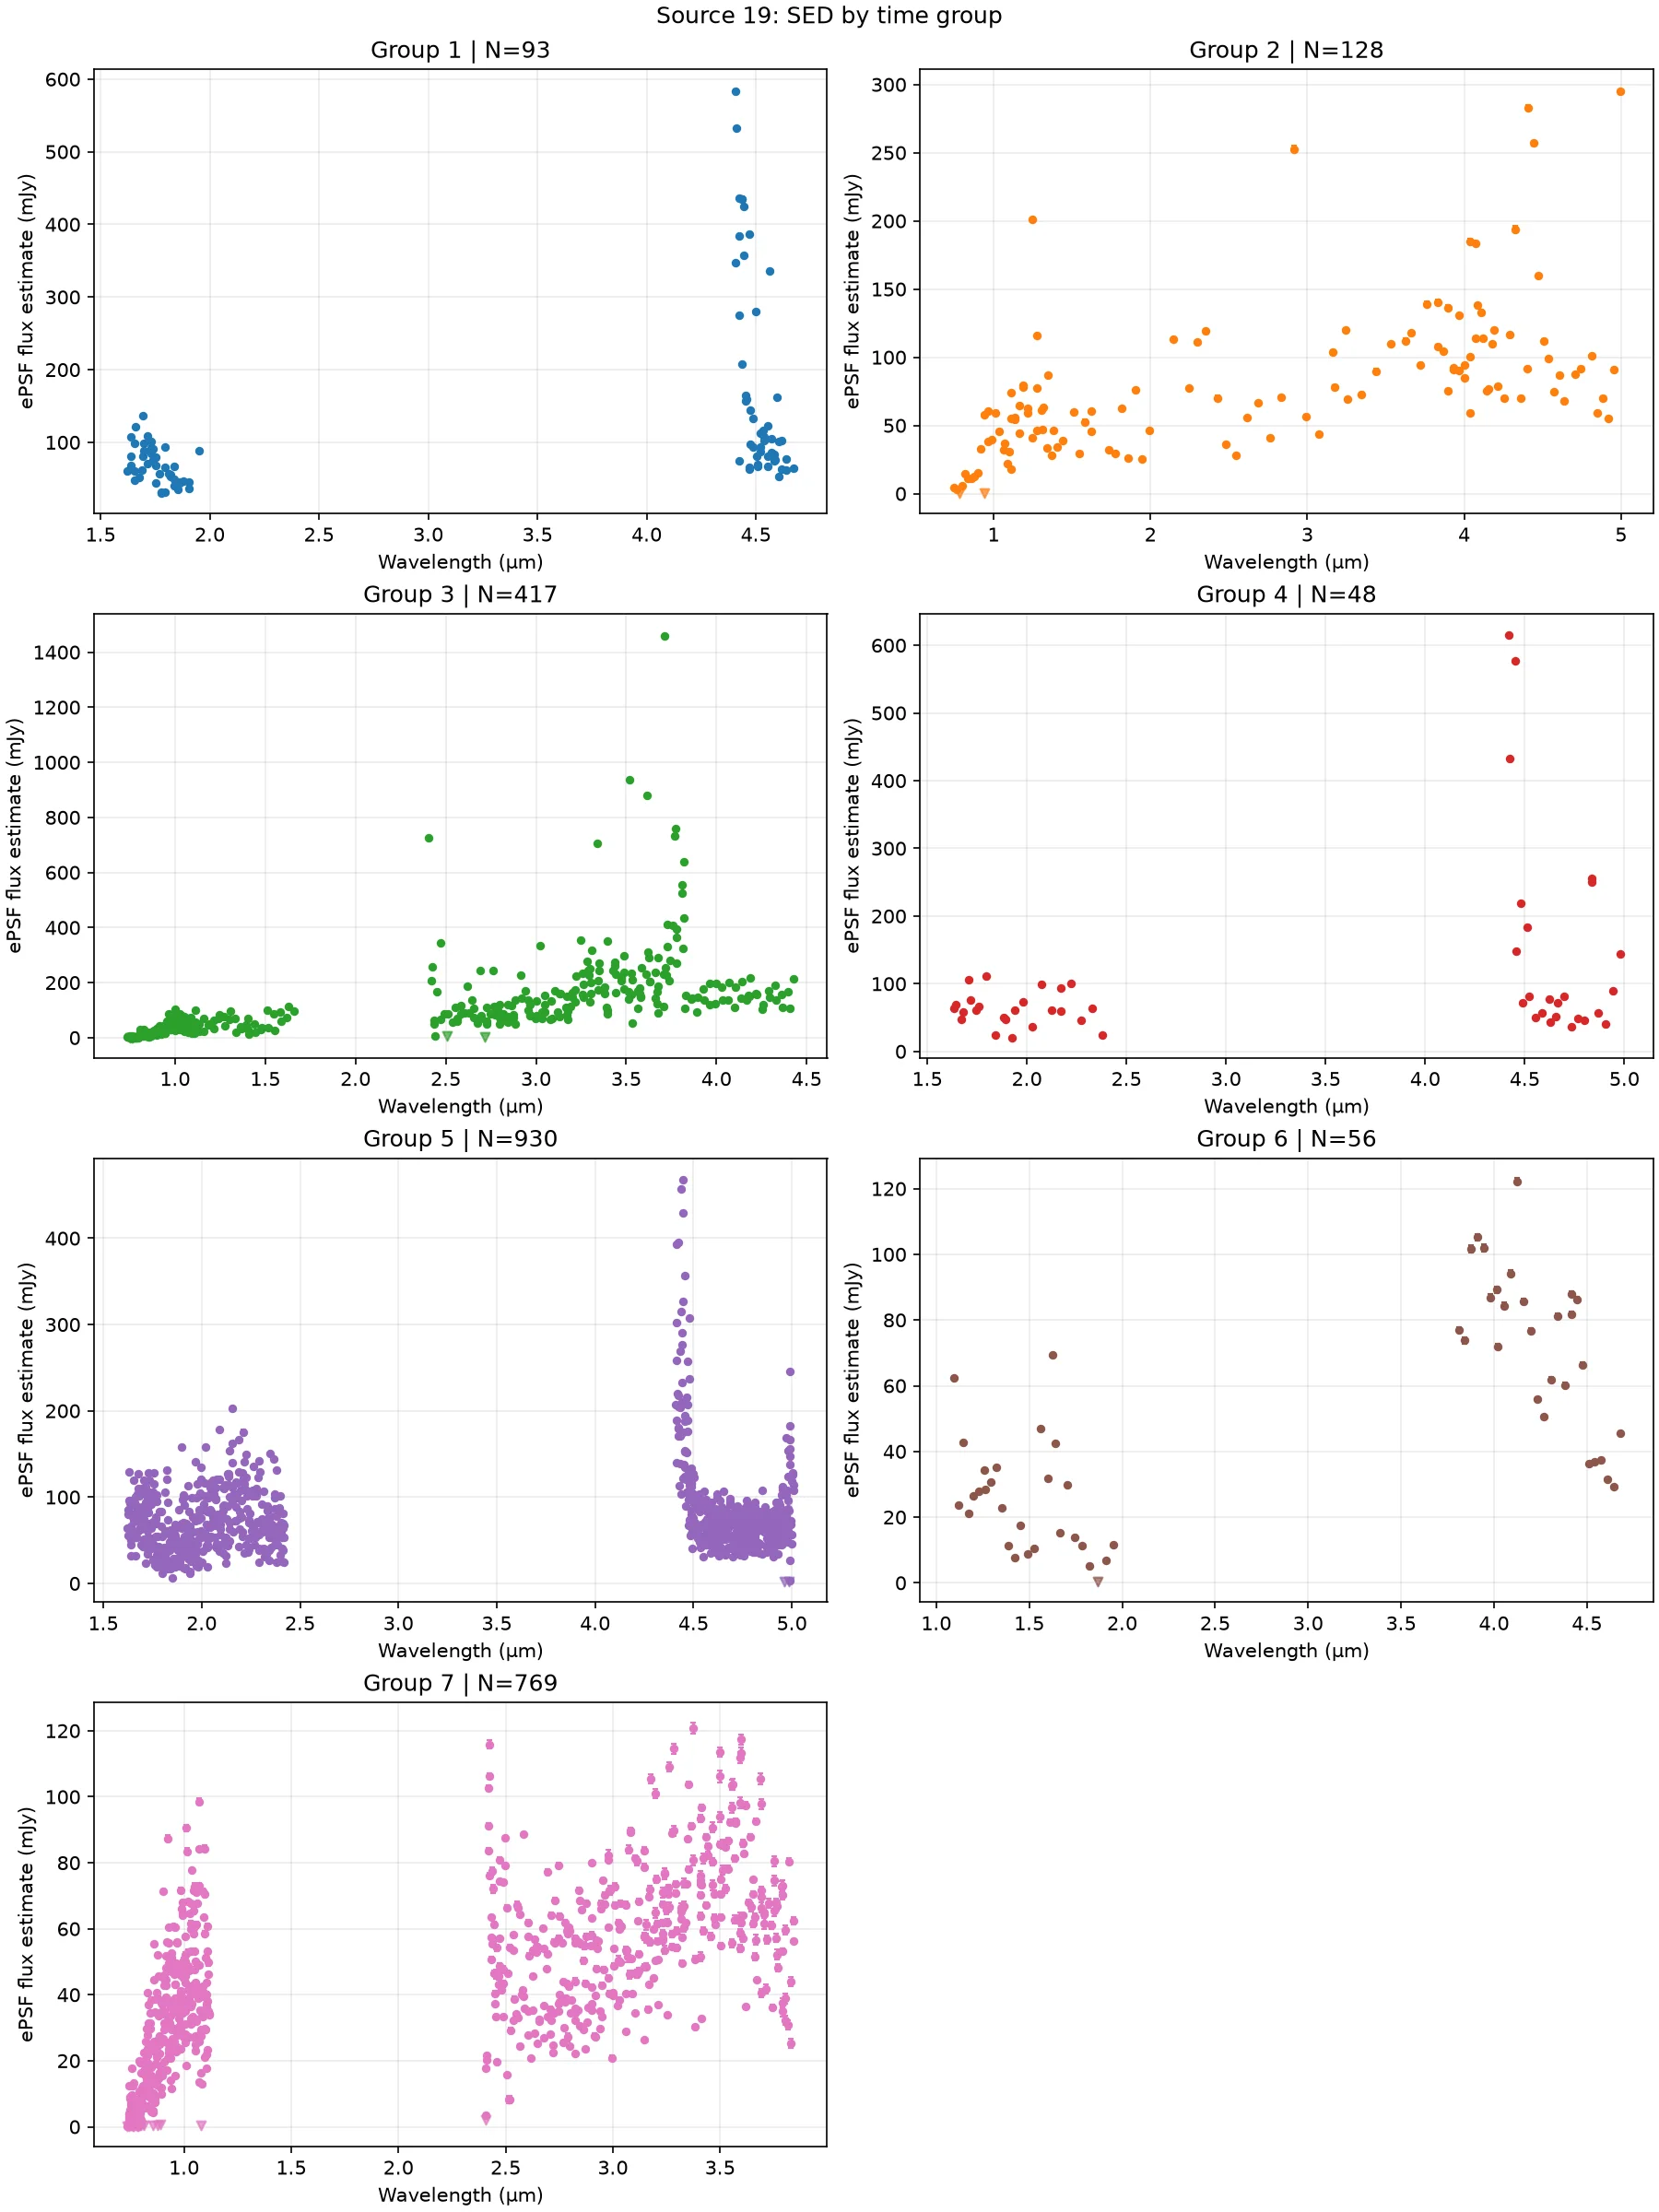 Source 19: SED by time group
Group 1 | N=93
600
500
400
300
200
100
ePSF flux estimate (mJy)
1.5 2.0 2.5 3.0 3.5 4.0 4.5
Wavelength (µm)
Group 2 | N=128
300
250
200
150
100
50
0
ePSF flux estimate (mJy)
1 2 3 4 5
Wavelength (µm)
Group 3 | N=417
1400
1200
1000
800
600
400
200
0
ePSF flux estimate (mJy)
1.0 1.5 2.0 2.5 3.0 3.5 4.0 4.5
Wavelength (µm)
Group 4 | N=48
600
500
400
300
200
100
0
ePSF flux estimate (mJy)
1.5 2.0 2.5 3.0 3.5 4.0 4.5 5.0
Wavelength (µm)
Group 5 | N=930
400
300
200
100
0
ePSF flux estimate (mJy)
1.5 2.0 2.5 3.0 3.5 4.0 4.5 5.0
Wavelength (µm)
Group 6 | N=56
120
100
80
60
40
20
0
ePSF flux estimate (mJy)
1.0 1.5 2.0 2.5 3.0 3.5 4.0 4.5
Wavelength (µm)
Group 7 | N=769
120
100
80
60
40
20
0
ePSF flux estimate (mJy)
1.0 1.5 2.0 2.5 3.0 3.5
Wavelength (µm)